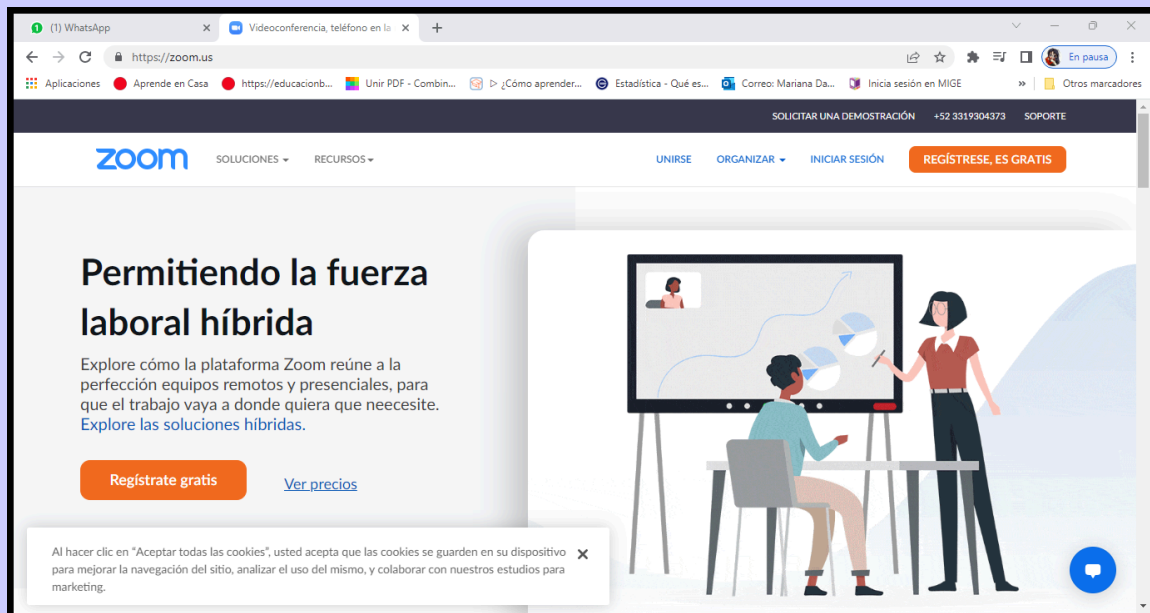 (1) WhatsApp
Videoconferencia, teléfono en la
https://zoom.us
En pausa
Aplicaciones
Aprende en Casa
https://educacionb...
Unir PDF - Combin...
▷ ¿Cómo aprender...
Estadística - Qué es...
Correo: Mariana Da...
Inicia sesión en MIGE
»
Otros marcadores
SOLICITAR UNA DEMOSTRACIÓN
+52 3319304373
SOPORTE
zoom
SOLUCIONES
RECURSOS
UNIRSE
ORGANIZAR
INICIAR SESIÓN
REGÍSTRESE, ES GRATIS
Permitiendo la fuerza
laboral híbrida
Explore cómo la plataforma Zoom reúne a la
perfección equipos remotos y presenciales, para
que el trabajo vaya a donde quiera que neecesite.
Explore las soluciones híbridas.
Regístrate gratis
Ver precios
Al hacer clic en “Aceptar todas las cookies”, usted acepta que las cookies se guarden en su dispositivo
para mejorar la navegación del sitio, analizar el uso del mismo, y colaborar con nuestros estudios para
marketing.